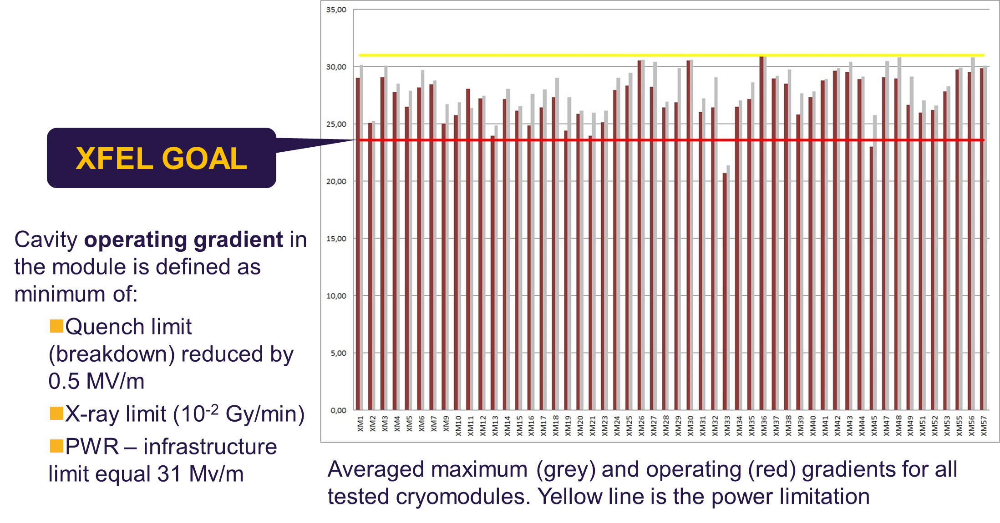 XFEL GOAL
Cavity operating gradient in
the module is defined as
minimum of:
Quench limit
(breakdown) reduced by
0.5 MV/m
X-ray limit (10-2 Gy/min)
PWR – infrastructure
limit equal 31 Mv/m
35,00
30,00
25,00
20,00
15,00
10,00
5,00
0,00
XM1
XM2
XM3
XM4
XM5
XM6
XM7
XM9
XM10
XM11
XM12
XM13
XM14
XM15
XM16
XM17
XM18
XM19
XM20
XM21
XM23
XM24
XM25
XM26
XM27
XM28
XM29
XM30
XM31
XM32
XM33
XM34
XM35
XM36
XM37
XM38
XM39
XM40
XM41
XM42
XM43
XM44
XM45
XM47
XM48
XM49
XM51
XM52
XM53
XM55
XM56
XM57
Averaged maximum (grey) and operating (red) gradients for all
tested cryomodules. Yellow line is the power limitation